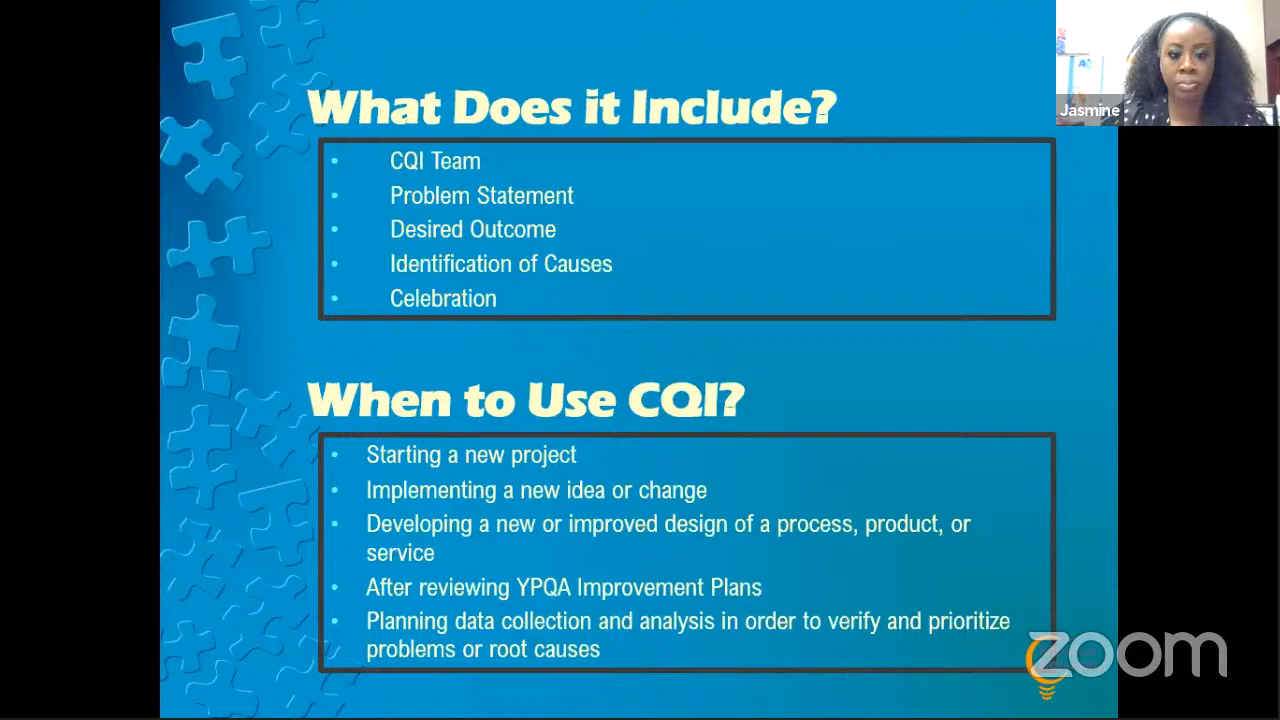 What Does it Include?
• CQI Team
• Problem Statement
• Desired Outcome
• Identification of Causes
• Celebration
Jasmine
When to Use CQI?
• Starting a new project
• Implementing a new idea or change
• Developing a new or improved design of a process, product, or
service
• After reviewing YPQA Improvement Plans
• Planning data collection and analysis in order to verify and prioritize
problems or root causes
zoom